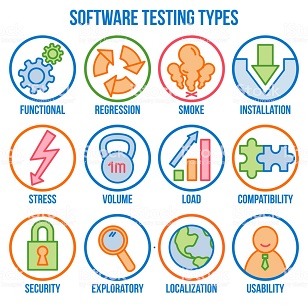 SOFTWARE TESTING TYPES
FUNCTIONAL REGRESSION SMOKE INSTALLATION
1m
STRESS VOLUME LOAD COMPATIBILITY
SECURITY EXPLORATORY LOCALIZATION USABILITY